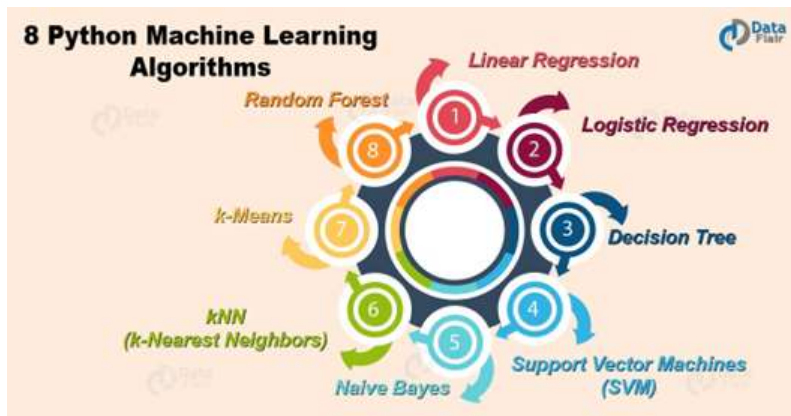 8 Python Machine Learning
Algorithms
Data
Flair
1
Linear Regression
2
Logistic Regression
3
Decision Tree
4
Support Vector Machines
(SVM)
5
Naive Bayes
6
kNN
(k-Nearest Neighbors)
7
k-Means
8
Random Forest